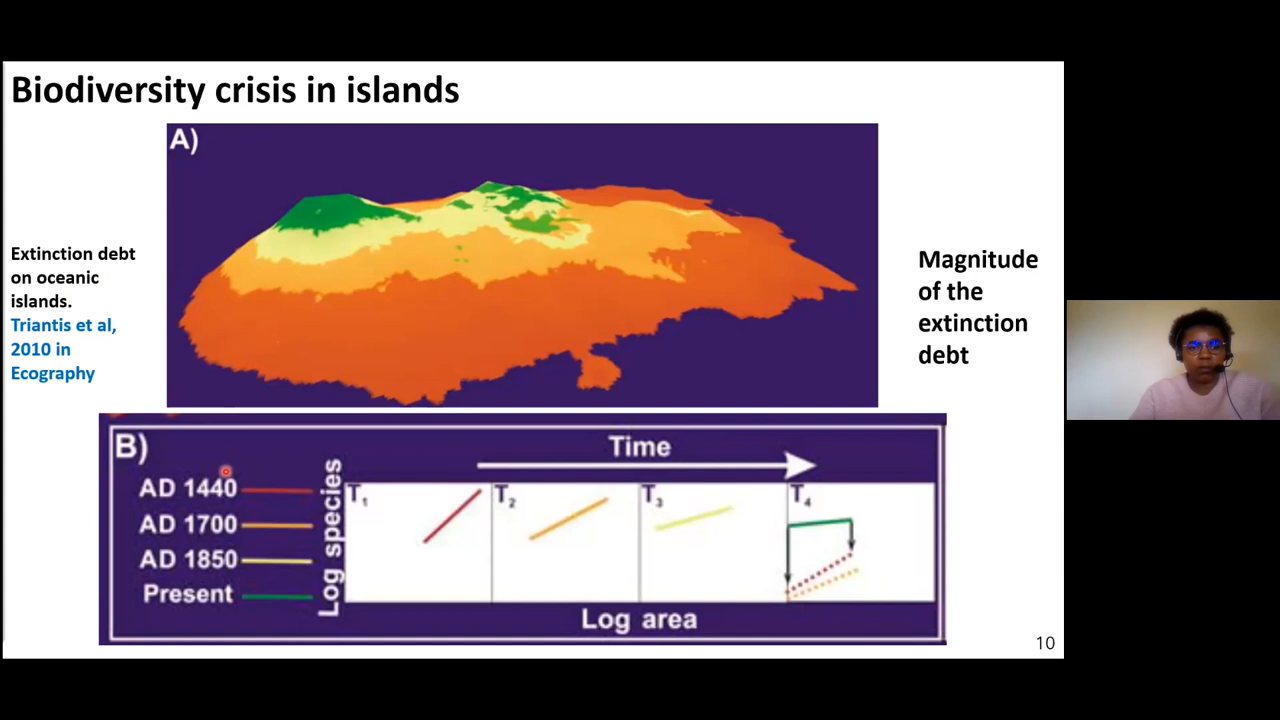 Biodiversity crisis in islands
A)
Extinction debt
on oceanic
islands.
Triantis et al,
2010 in
Ecography
Magnitude
of the
extinction
debt
B)
Time
AD 1440
AD 1700
AD 1850
Present
Log species
T1
T2
T3
T4
Log area
10